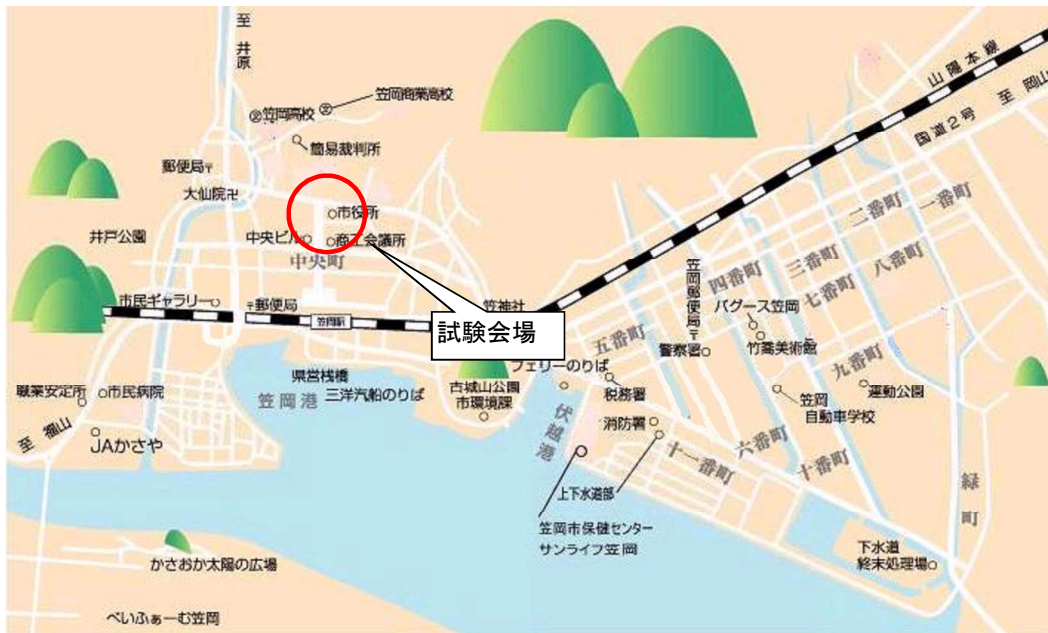 至 井原
山陽本線
至 岡山
国道2号
笠岡商業高校
笠岡高校
簡易裁判所
郵便局〒
大仙院卍
市役所
井戸公園
中央ビル
商工会議所
中央町
市民ギャラリー
〒郵便局
笠岡駅
笠神社
試験会場
一番町
二番町
三番町
四番町
五番町
六番町
七番町
八番町
九番町
十番町
十一番町
緑町
笠岡郵便局〒
警察署
バグース笠岡
竹喬美術館
運動公園
笠岡
自動車学校
フェリーのりば
税務署
消防署
伏越港
県営桟橋
三洋汽船のりば
笠岡港
古城山公園
市環境課
職業安定所
市民病院
至 福山
JAかさや
上下水道部
笠岡市保健センター
サンライフ笠岡
下水道
終末処理場
かさおか太陽の広場
べいふぁーむ笠岡